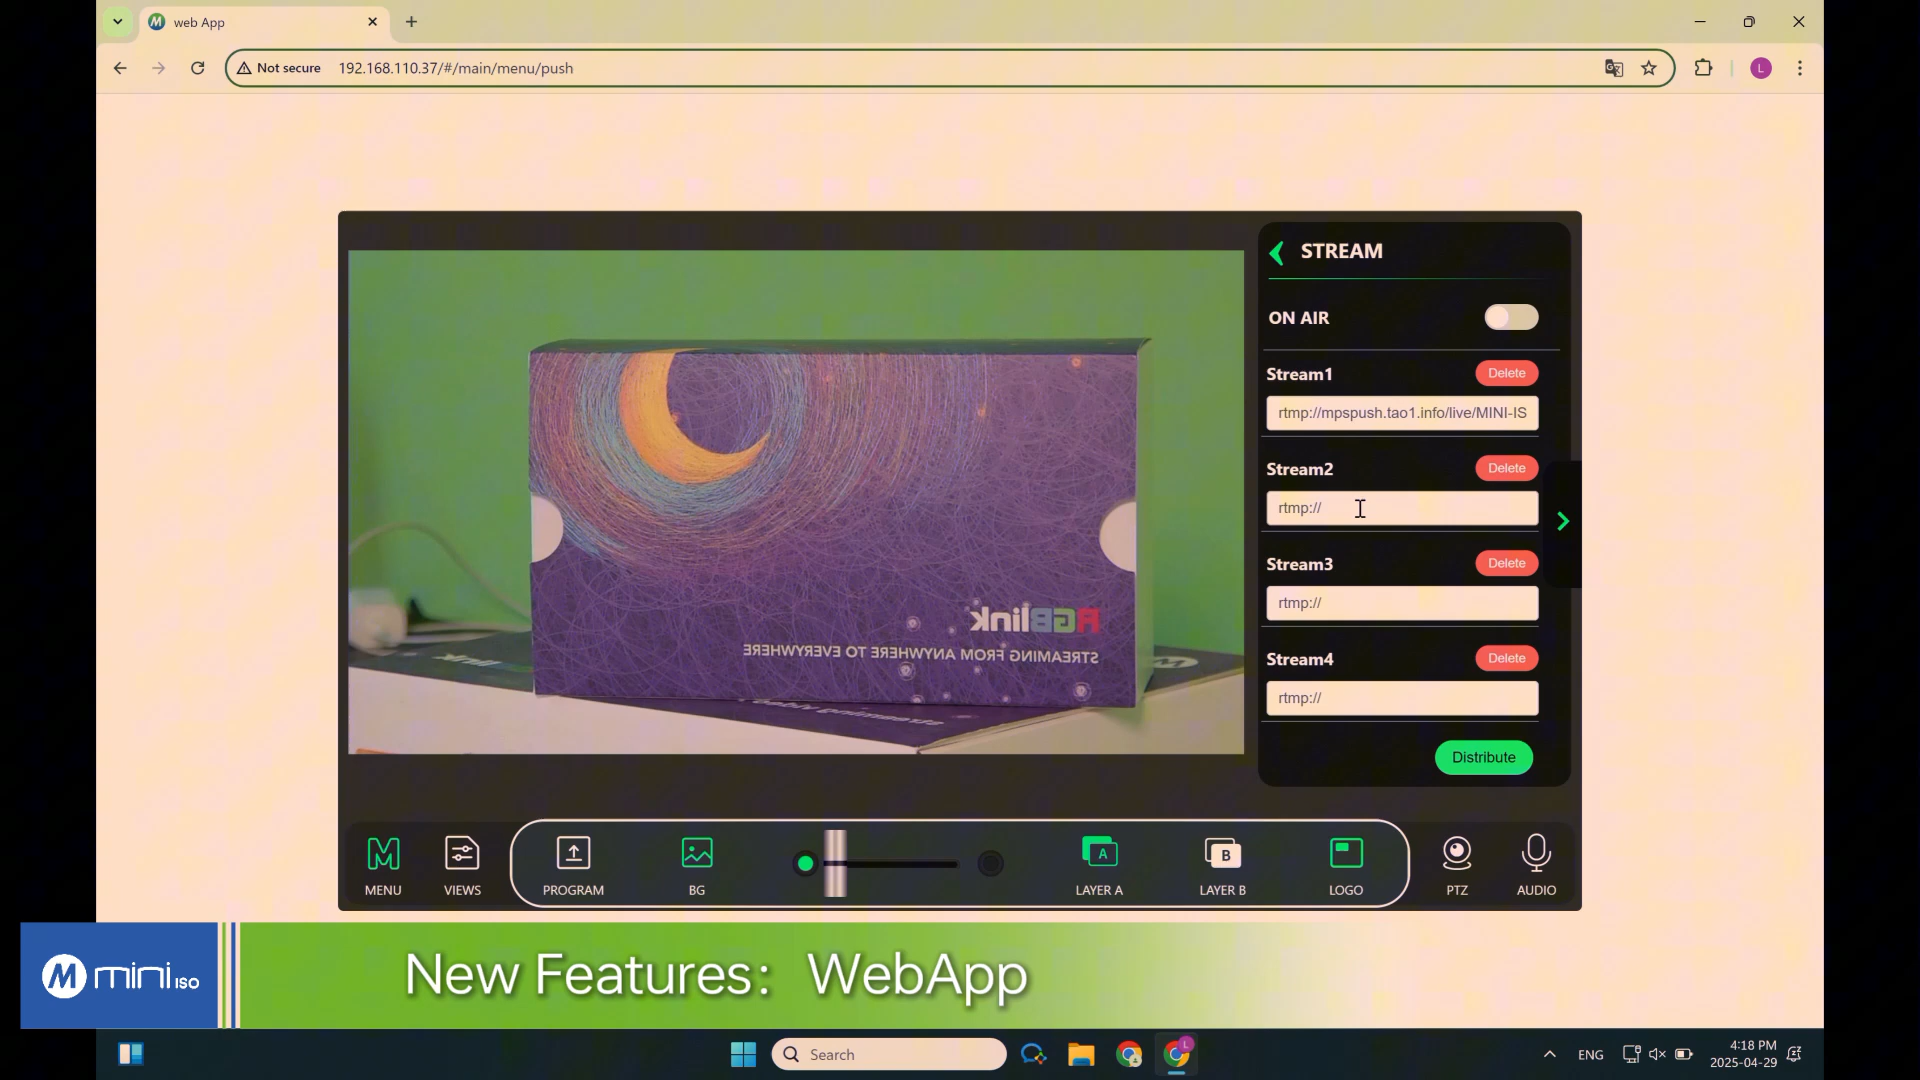 web App
Not secure
192.168.110.37/#/main/menu/push
L
STREAM
ON AIR
Stream1
Delete
rtmp://mpspush.tao1.info/live/MINI-IS
Stream2
Delete
rtmp://
Stream3
Delete
rtmp://
Stream4
Delete
rtmp://
Distribute
RGBlink
STREAMING FROM ANYWHERE TO EVERYWHERE
streaming video
MENU
VIEWS
PROGRAM
BG
A
LAYER A
B
LAYER B
LOGO
PTZ
AUDIO
M mini ISO
New Features: WebApp
Search
L
ENG
4:18 PM
2025-04-29